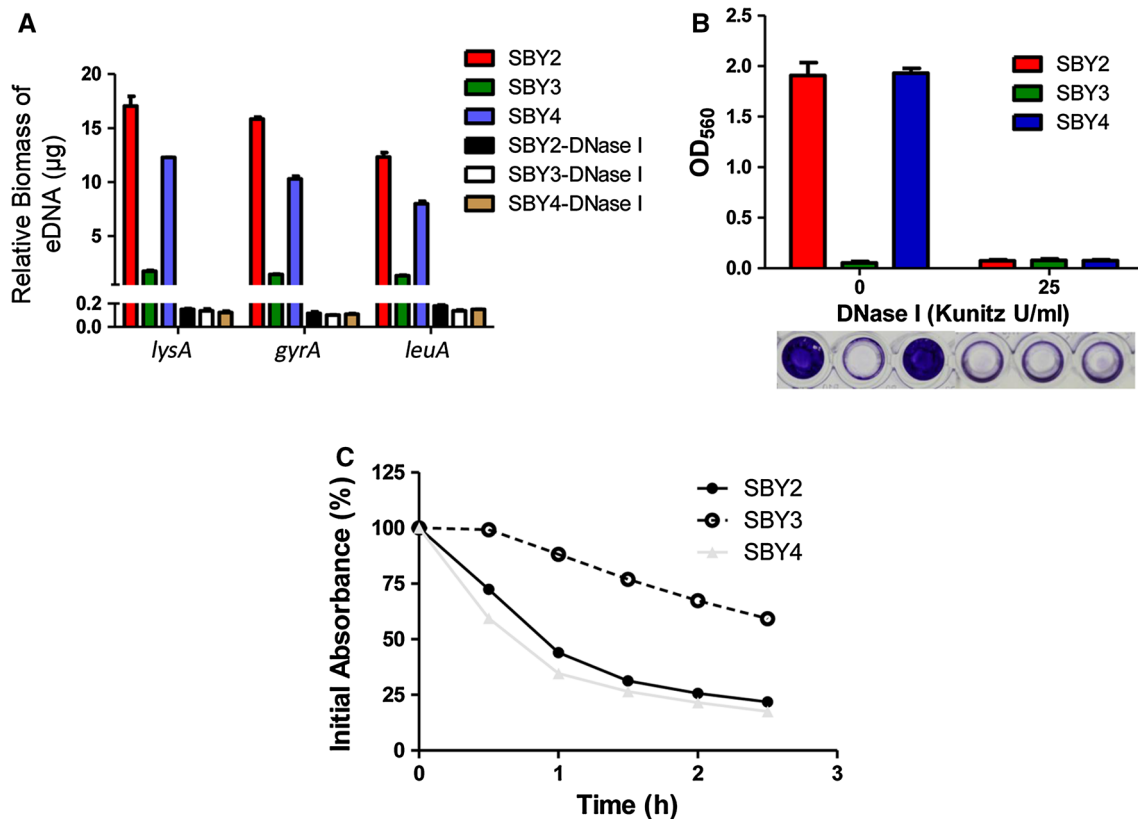 A
Relative Biomass of
eDNA (µg)
20
15
10
5
0.2
0.0
lysA
gyrA
leuA
SBY2
SBY3
SBY4
SBY2-DNase I
SBY3-DNase I
SBY4-DNase I
B
OD560
2.5
2.0
1.5
1.0
0.5
0.0
0
25
DNase I (Kunitz U/ml)
SBY2
SBY3
SBY4
C
Initial Absorbance (%)
125
100
75
50
25
0
0
1
2
3
Time (h)
SBY2
SBY3
SBY4